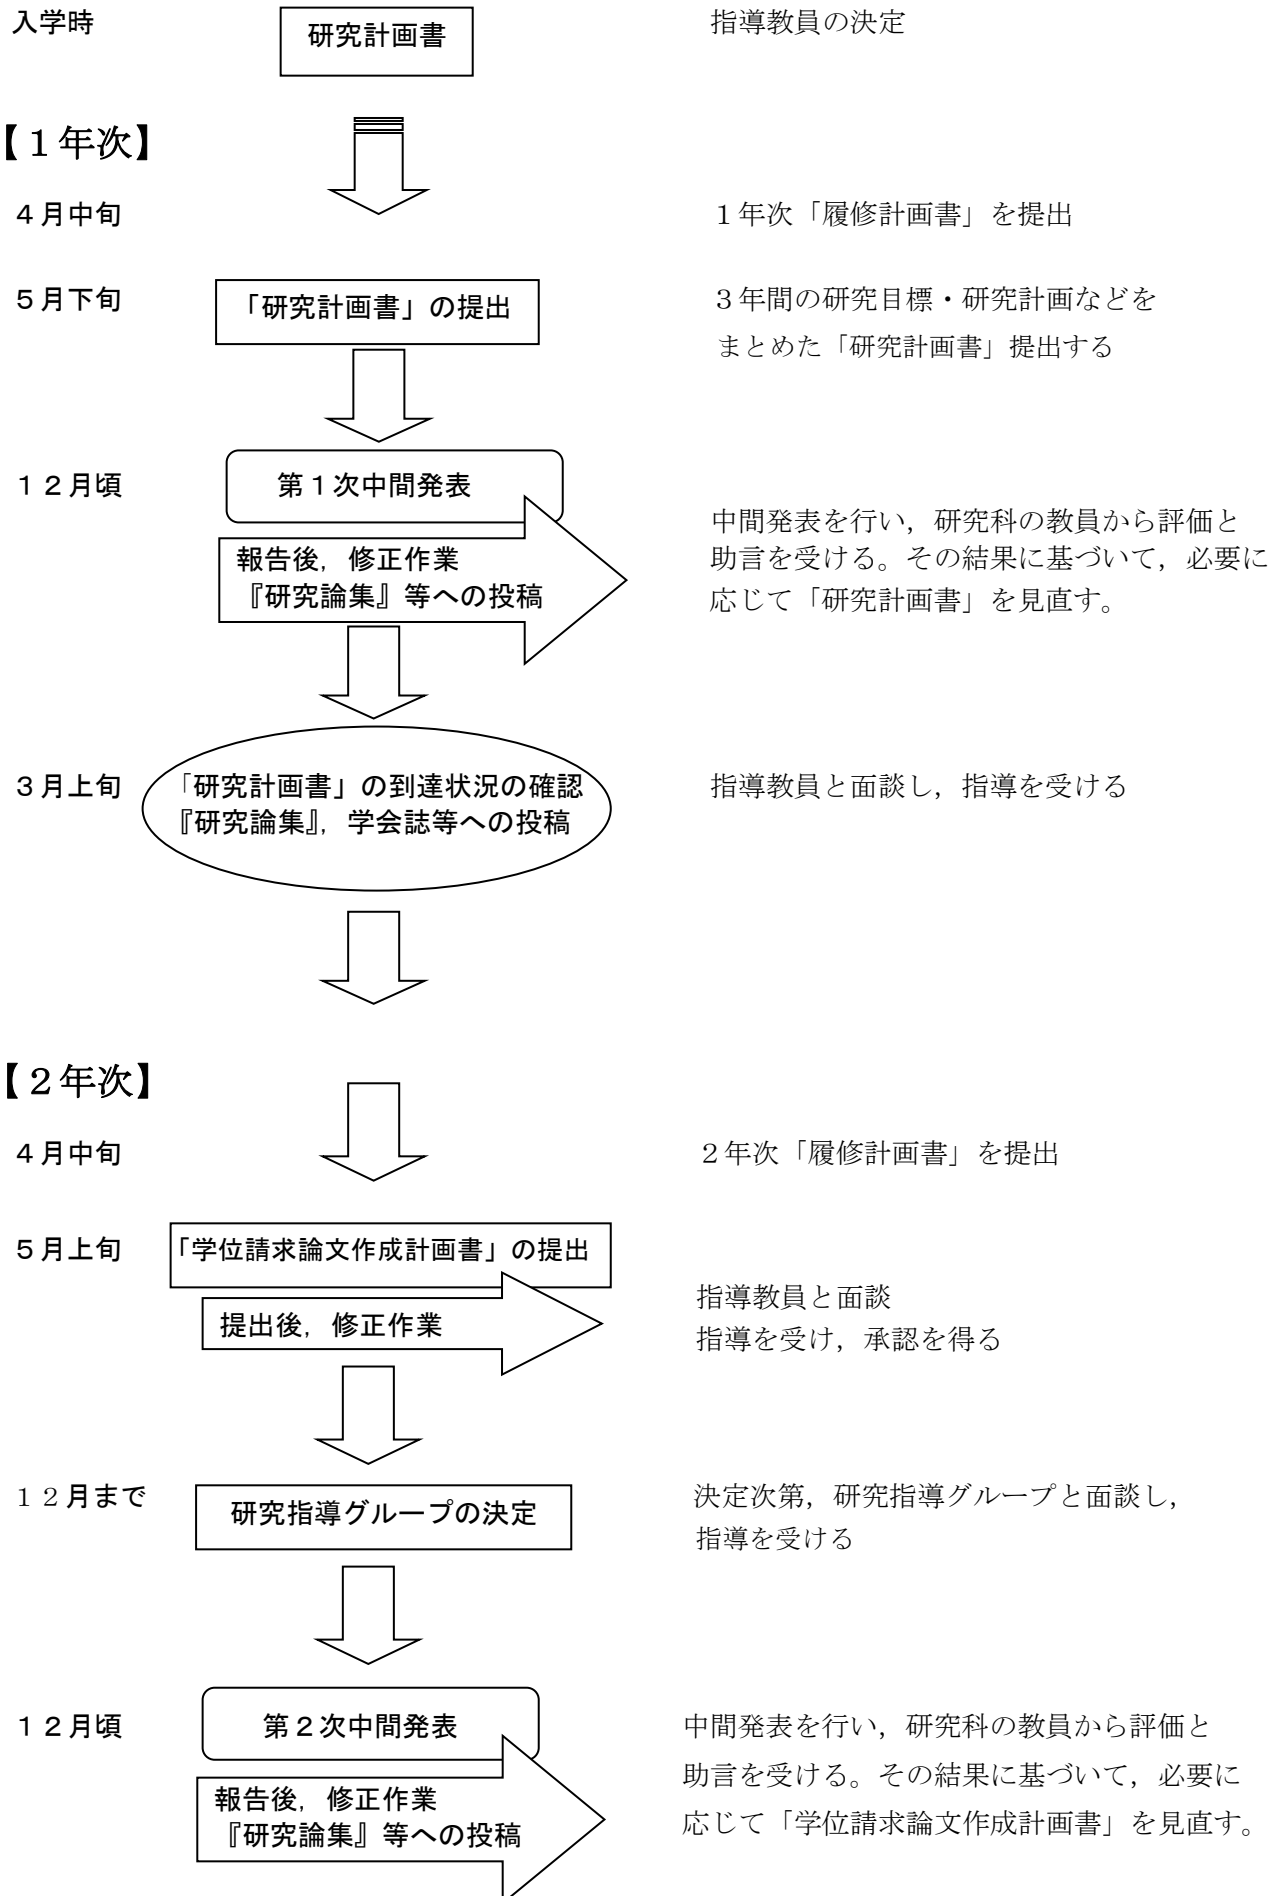 入学時
研究計画書
指導教員の決定
【１年次】
４月中旬
１年次「履修計画書」を提出
５月下旬
「研究計画書」の提出
３年間の研究目標・研究計画などを
まとめた「研究計画書」提出する
１２月頃
第１次中間発表
報告後，修正作業
『研究論集』等への投稿
中間発表を行い，研究科の教員から評価と
助言を受ける。その結果に基づいて，必要に
応じて「研究計画書」を見直す。
３月上旬
「研究計画書」の到達状況の確認
『研究論集』，学会誌等への投稿
指導教員と面談し，指導を受ける
【２年次】
４月中旬
２年次「履修計画書」を提出
５月上旬
「学位請求論文作成計画書」の提出
提出後，修正作業
指導教員と面談
指導を受け，承認を得る
１２月まで
研究指導グループの決定
決定次第，研究指導グループと面談し，
指導を受ける
１２月頃
第２次中間発表
報告後，修正作業
『研究論集』等への投稿
中間発表を行い，研究科の教員から評価と
助言を受ける。その結果に基づいて，必要に
応じて「学位請求論文作成計画書」を見直す。